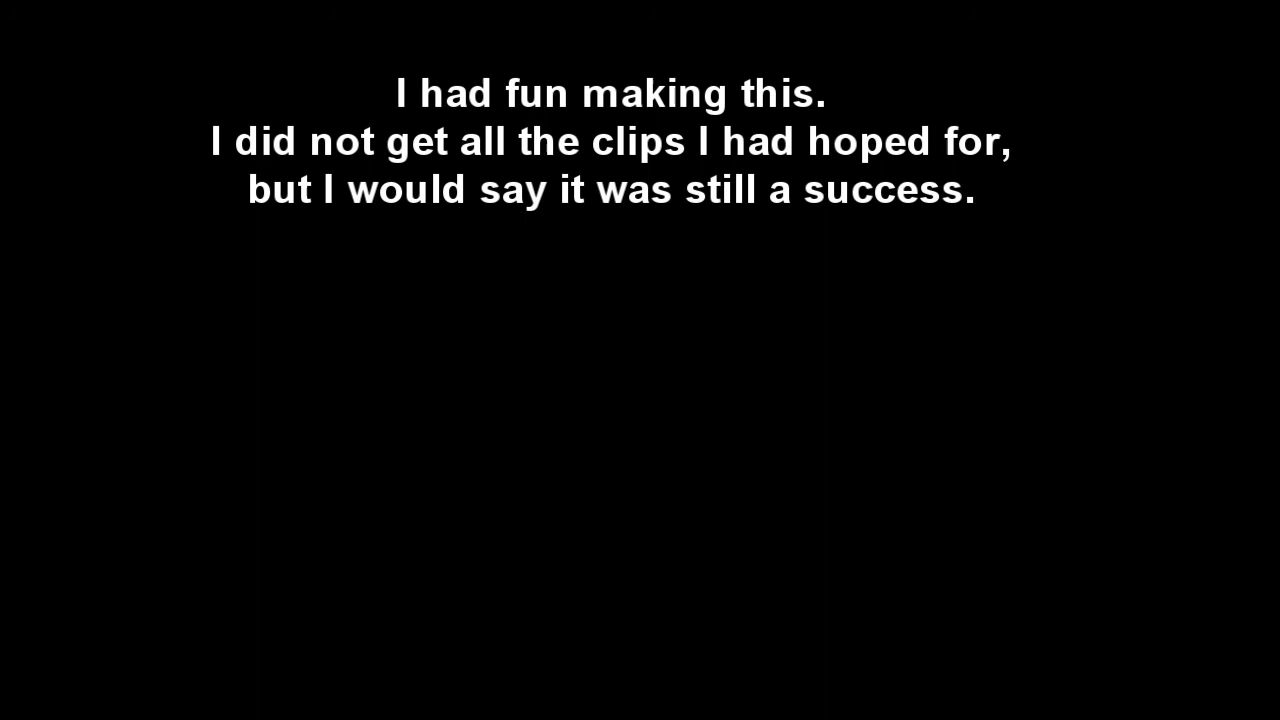 I had fun making this.
I did not get all the clips I had hoped for,
but I would say it was still a success.